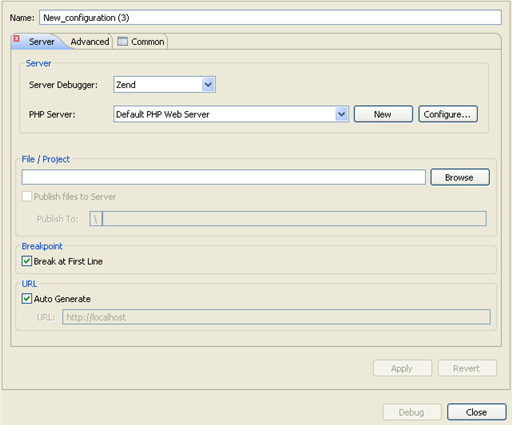 Name: New_configuration (3)
Server Advanced Common
Server
Server Debugger: Zend
PHP Server: Default PHP Web Server New Configure...
File / Project
Browse
Publish files to Server
Publish To: \
Breakpoint
Break at First Line
URL
Auto Generate
URL: http://localhost
Apply Revert
Debug Close